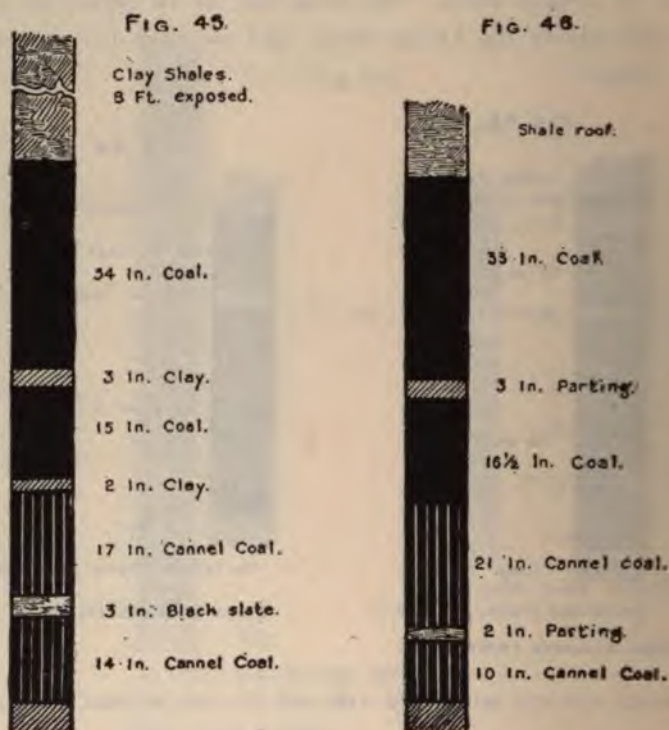 FIG. 45.
Clay Shales.
8 Ft. exposed.
34 In. Coal.
3 In. Clay.
15 In. Coal.
2 In. Clay.
17 In. Cannel Coal.
3 In. Black slate.
14 In. Cannel Coal.
FIG. 46.
Shale roof.
33 In. Coal
3 In. Parting.
16½ In. Coal.
21 In. Cannel coal.
2 In. Parting.
10 In. Cannel Coal.